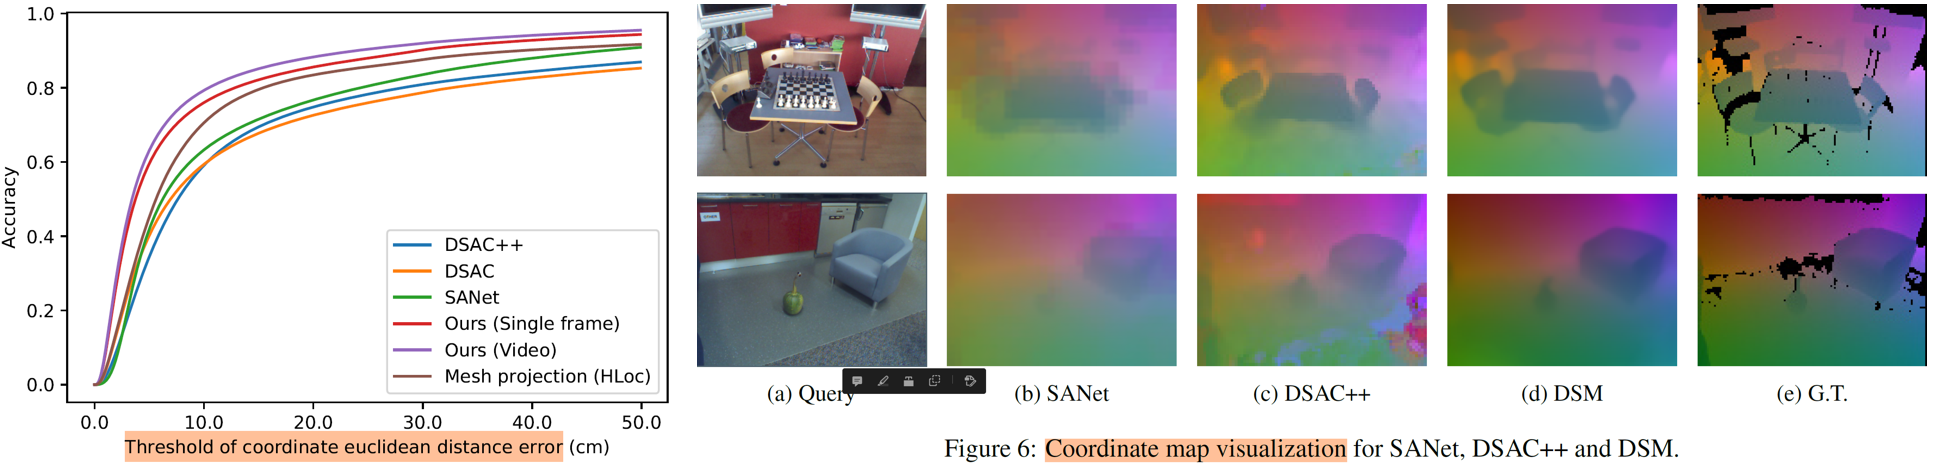 1.0
0.8
0.6
0.4
0.2
0.0
Accuracy
DSAC++
DSAC
SANet
Ours (Single frame)
Ours (Video)
Mesh projection (HLoc)
0.0 10.0 20.0 30.0 40.0 50.0
Threshold of coordinate euclidean distance error (cm)
(a) Query (b) SANet (c) DSAC++ (d) DSM (e) G.T.
Figure 6: Coordinate map visualization for SANet, DSAC++ and DSM.